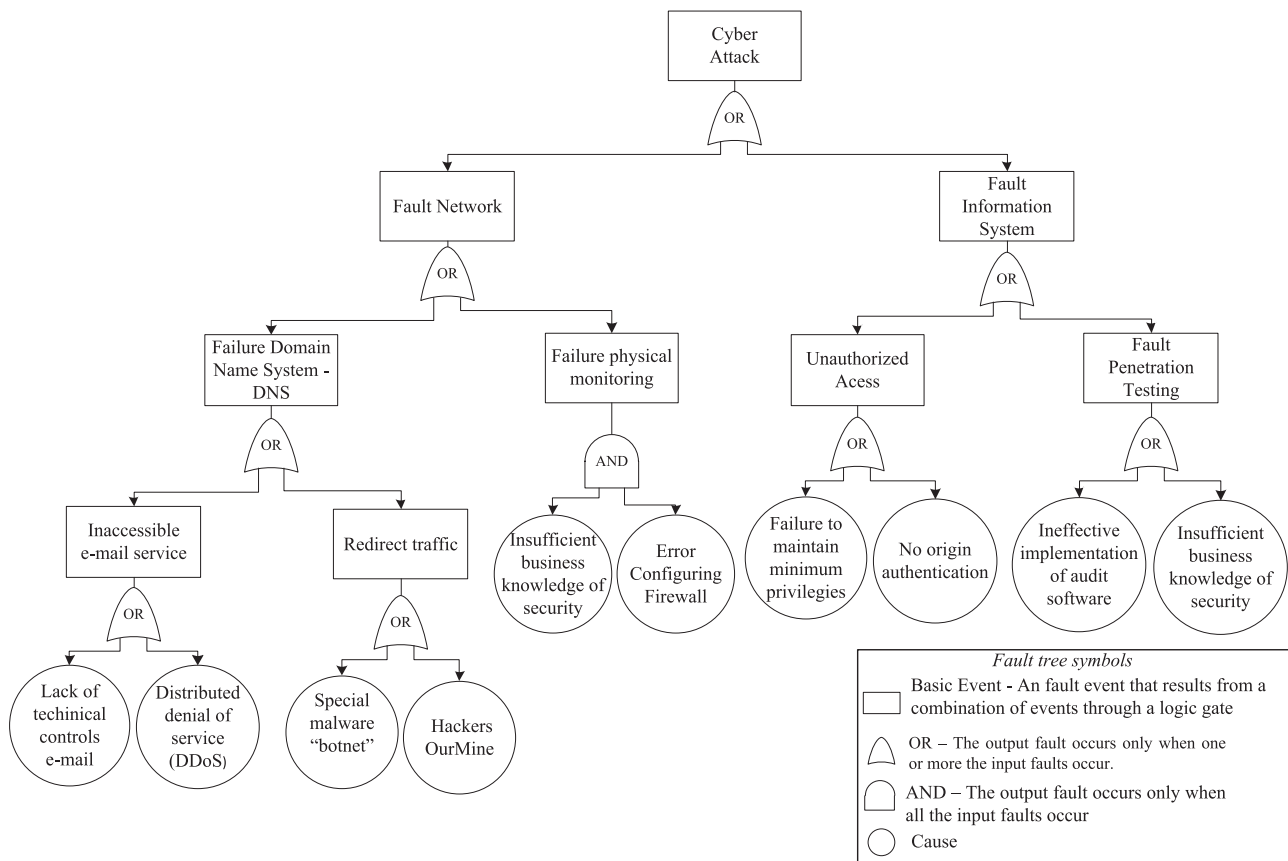 Cyber
Attack
OR
Fault Network
Fault
Information
System
OR
OR
Failure Domain
Name System -
DNS
Failure physical
monitoring
Unauthorized
Acess
Fault
Penetration
Testing
OR
AND
OR
OR
Inaccessible
e-mail service
Redirect traffic
Insufficient
business
knowledge of
security
Error
Configuring
Firewall
Failure to
maintain
minimum
privilegies
No origin
authentication
Ineffective
implementation
of audit
software
Insufficient
business
knowledge of
security
OR
OR
Lack of
techinical
controls
e-mail
Distributed
denial of
service
(DDoS)
Special
malware
“botnet”
Hackers
OurMine
Fault tree symbols
Basic Event - An fault event that results from a
combination of events through a logic gate
OR – The output fault occurs only when one
or more the input faults occur.
AND – The output fault occurs only when
all the input faults occur
Cause